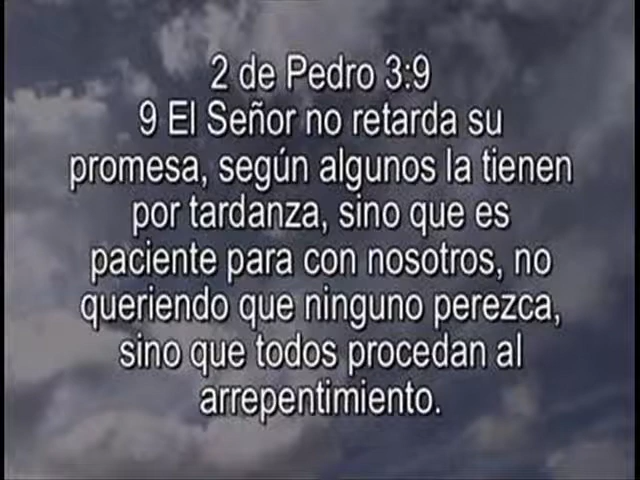 2 de Pedro 3:9
9 El Señor no retarda su
promesa, según algunos la tienen
por tardanza, sino que es
paciente para con nosotros, no
queriendo que ninguno perezca,
sino que todos procedan al
arrepentimiento.